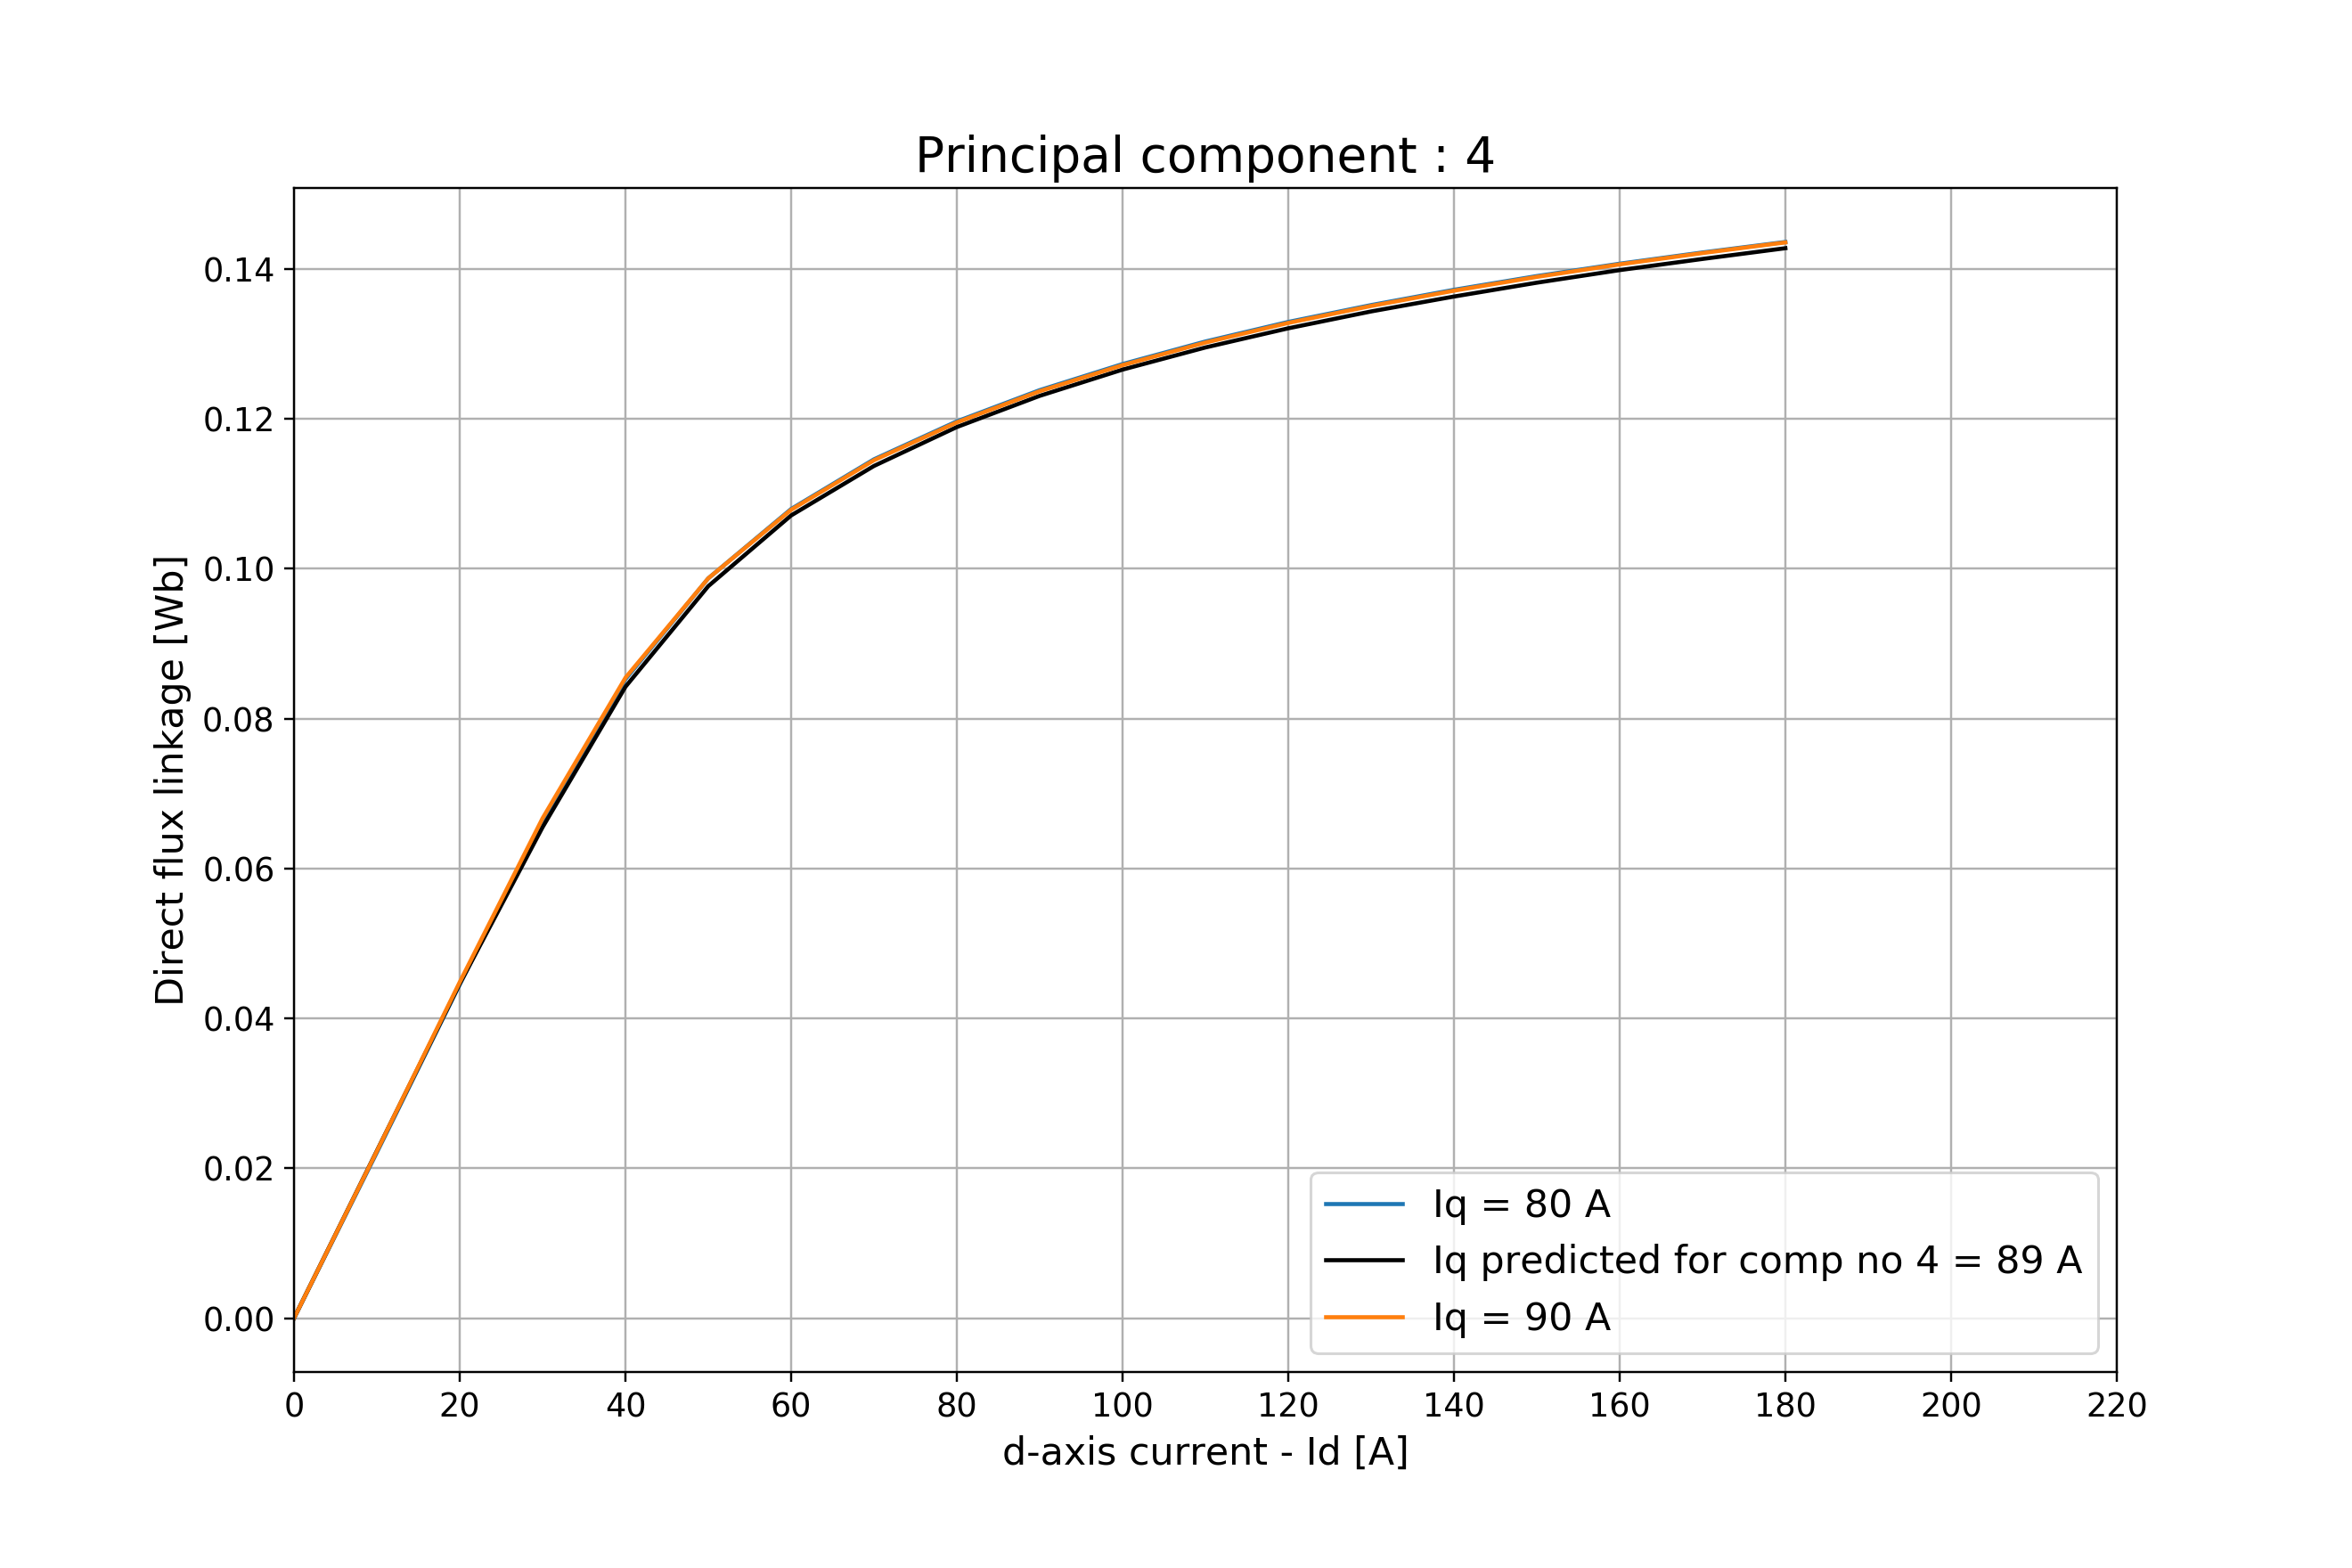 Principal component : 4
Direct flux linkage [Wb]
0.14
0.12
0.10
0.08
0.06
0.04
0.02
0.00
Iq = 80 A
Iq predicted for comp no 4 = 89 A
Iq = 90 A
0 20 40 60 80 100 120 140 160 180 200 220
d-axis current - Id [A]